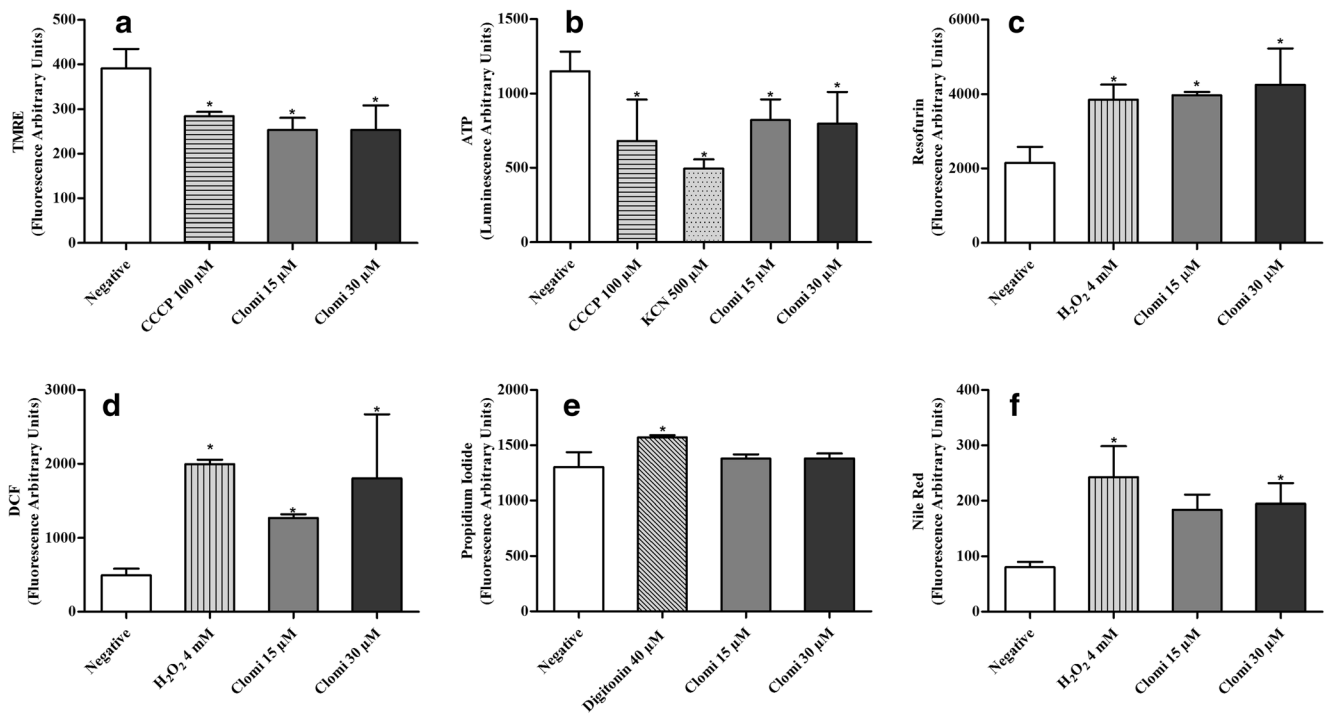 a
TMRE
(Fluorescence Arbitrary Units)
500
400
300
200
100
0
*
*
*
Negative
CCCP 100 µM
Clomi 15 µM
Clomi 30 µM
b
ATP
(Luminescence Arbitrary Units)
1500
1000
500
0
*
*
*
*
Negative
CCCP 100 µM
KCN 500 µM
Clomi 15 µM
Clomi 30 µM
c
Resofurin
(Fluorescence Arbitrary Units)
6000
4000
2000
0
*
*
*
Negative
H₂O₂ 4 mM
Clomi 15 µM
Clomi 30 µM
d
DCF
(Fluorescence Arbitrary Units)
3000
2000
1000
0
*
*
*
Negative
H₂O₂ 4 mM
Clomi 15 µM
Clomi 30 µM
e
Propidium Iodide
(Fluorescence Arbitrary Units)
2000
1500
1000
500
0
*
Negative
Digitonin 40 µM
Clomi 15 µM
Clomi 30 µM
f
Nile Red
(Fluorescence Arbitrary Units)
400
300
200
100
0
*
*
Negative
H₂O₂ 4 mM
Clomi 15 µM
Clomi 30 µM